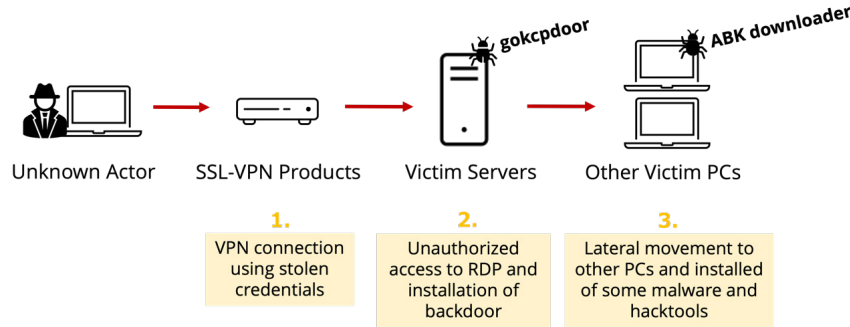 gokcpdoor
ABK downloader
Unknown Actor
SSL-VPN Products
Victim Servers
Other Victim PCs
1.
VPN connection
using stolen
credentials
2.
Unauthorized
access to RDP and
installation of
backdoor
3.
Lateral movement to
other PCs and installed
of some malware and
hacktools